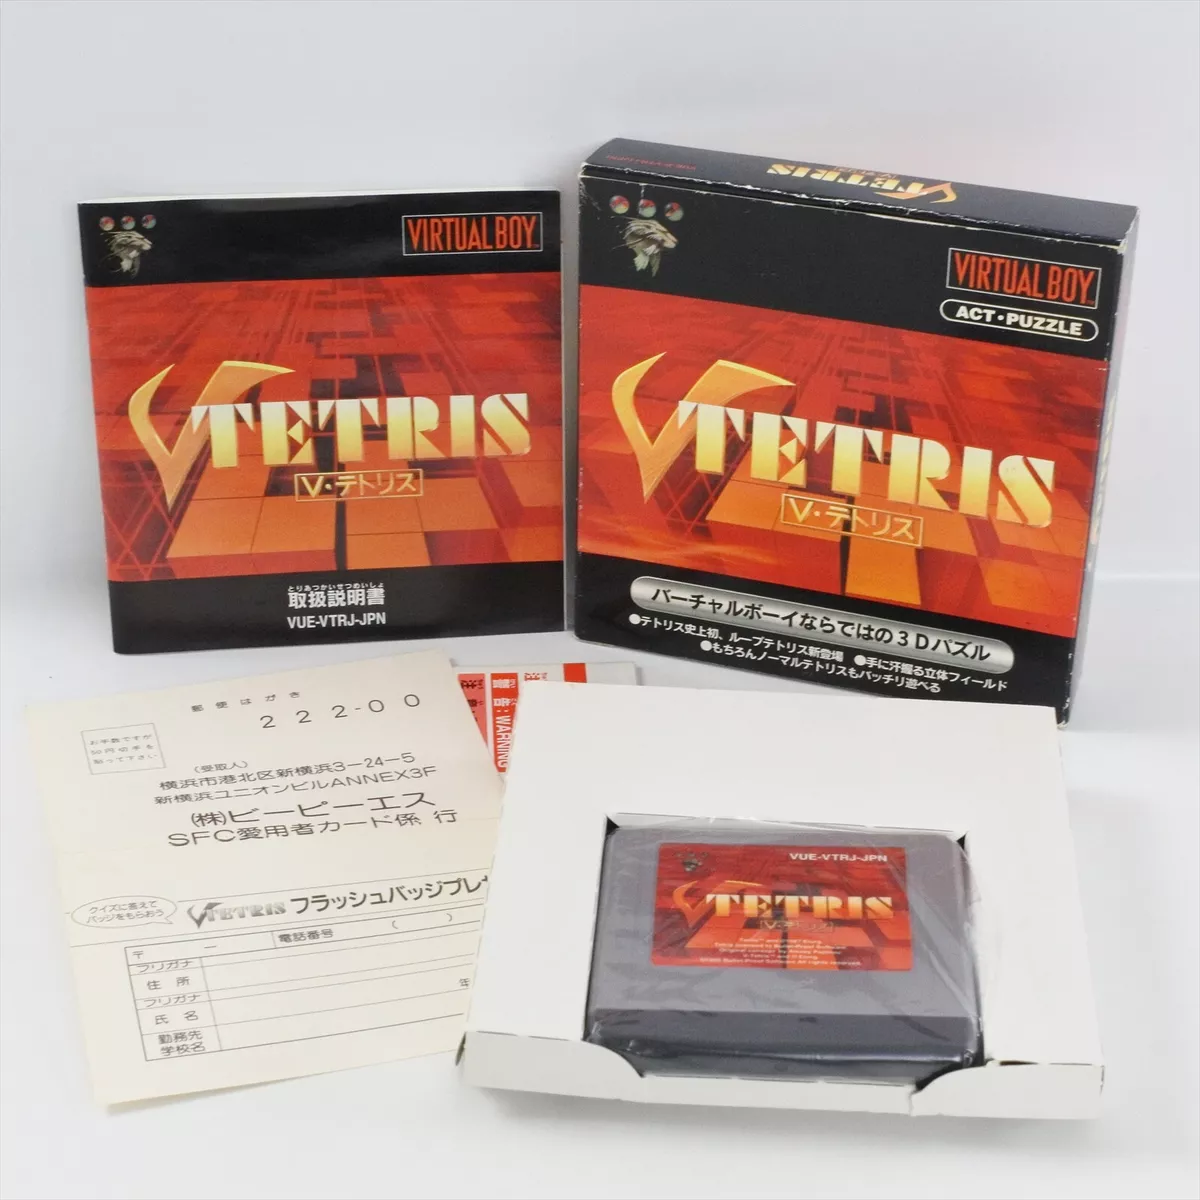 VIRTUAL BOY
VTETRIS
V・テトリス
とりあつかいせつめいしょ
取扱説明書
VUE-VTRJ-JPN
VUE-VTRJ-JPN
VTETRIS
V・テトリス
VIRTUAL BOY
ACT・PUZZLE
VTETRIS
V・テトリス
バーチャルボーイならではの3Dパズル
●テトリス史上初、ループテトリス新登場 ●手に汗握る立体フィールド
●もちろんノーマルテトリスもバッチリ遊べる
郵便はがき
222-00
お手数ですが
50円切手を
貼って下さい
(受取人)
横浜市港北区新横浜3-24-5
新横浜ユニオンビルANNEX3F
(株)ビーピーエス
SFC愛用者カード係 行
クイズに答えて
バッジをもらおう
VTETRIS フラッシュバッジプレ
〒 ー 電話番号 ( )
フリガナ
住所
フリガナ
氏名
年
勤務先
学校名
警告:WARNING
VUE-VTRJ-JPN
VTETRIS
V・テトリス